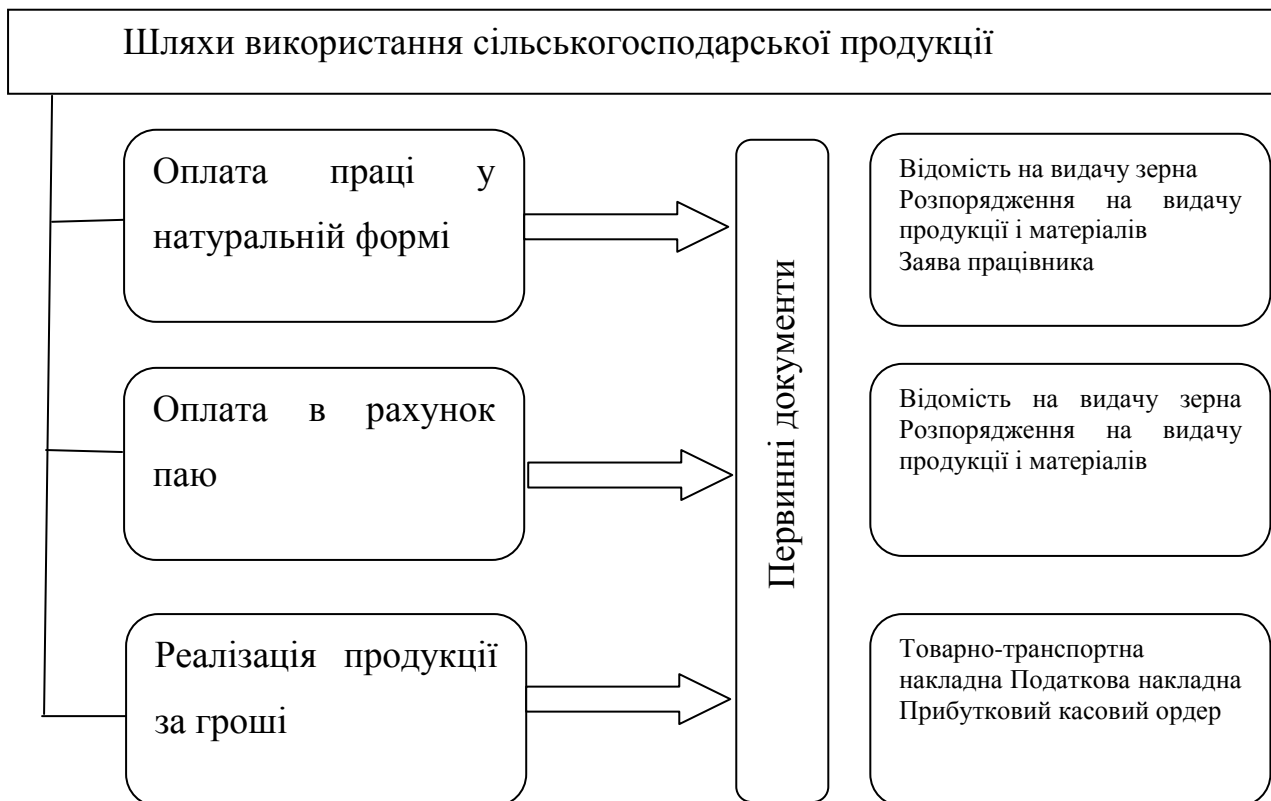 Шляхи використання сільськогосподарської продукції
Оплата праці у
натуральній формі
Відомість на видачу зерна
Розпорядження на видачу
продукції і матеріалів
Заява працівника
Оплата в рахунок
паю
Первинні документи
Відомість на видачу зерна
Розпорядження на видачу
продукції і матеріалів
Реалізація продукції
за гроші
Товарно-транспортна
накладна Податкова накладна
Прибутковий касовий ордер